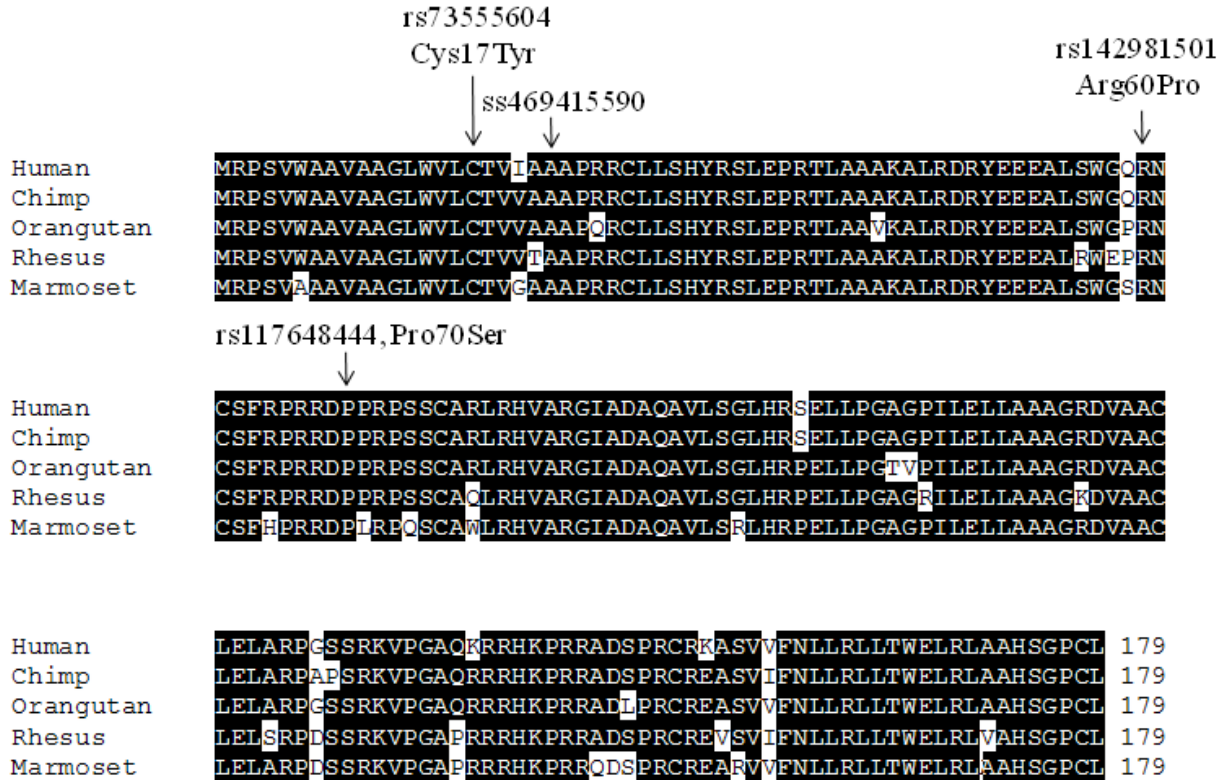 rs73555604
Cys17Tyr
ss469415590
rs142981501
Arg60Pro
Human MRPSVWAAVAAGLWVLCTVIAAAPRRCLLSHYRSLEPRTLAAAKALRDRYEEEALSWGQRN
Chimp MRPSVWAAVAAGLWVLCTVVAAAPRRCLLSHYRSLEPRTLAAAKALRDRYEEEALSWGQRN
Orangutan MRPSVWAAVAAGLWVLCTVVAAAPQRCLLSHYRSLEPRTLAAVKALRDRYEEEALSWGPRN
Rhesus MRPSVWAAVAAGLWVLCTVVTAAPRRCLLSHYRSLEPRTLAAAKALRDRYEEEALRWEPRN
Marmoset MRPSVAAAVAAGLWVLCTVGAAAPRRCLLSHYRSLEPRTLAAAKALRDRYEEEALSWGSRN
rs117648444, Pro70Ser
Human CSFRPRRDPPRPSSCARLRHVARGIADAQAVLSGLHRSELLPGAGPILELLAAAGRDVAAC
Chimp CSFRPRRDPPRPSSCARLRHVARGIADAQAVLSGLHRSELLPGAGPILELLAAAGRDVAAC
Orangutan CSFRPRRDPPRPSSCARLRHVARGIADAQAVLSGLHRPELLPGTVPILELLAAAGRDVAAC
Rhesus CSFRPRRDPPRPSSCAQLRHVARGIADAQAVLSGLHRPELLPGAGRILELLAAAGKDVAAC
Marmoset CSFHPRRDPLRPQSCAWLRHVARGIADAQAVLSRLHRPELLPGAGPILELLAAAGRDVAAC
Human LELARPGSSRKVPGAQKRRHKPRRADSPRCRKASVVFNLLRLLTWELRLAAHSGPCL 179
Chimp LELARPAPSRKVPGAQRRRHKPRRADSPRCREASVIFNLLRLLTWELRLAAHSGPCL 179
Orangutan LELARPGSSRKVPGAQRRRHKPRRADLPRCREASVVFNLLRLLTWELRLAAHSGPCL 179
Rhesus LELSRPDSSRKVPGAPRRRHKPRRADSPRCREVSVIFNLLRLLTWELRLVAHSGPCL 179
Marmoset LELARPDSSRKVPGAPRRRHKPRRQDSPRCREARVVFNLLRLLTWELRLAAHSGPCL 179